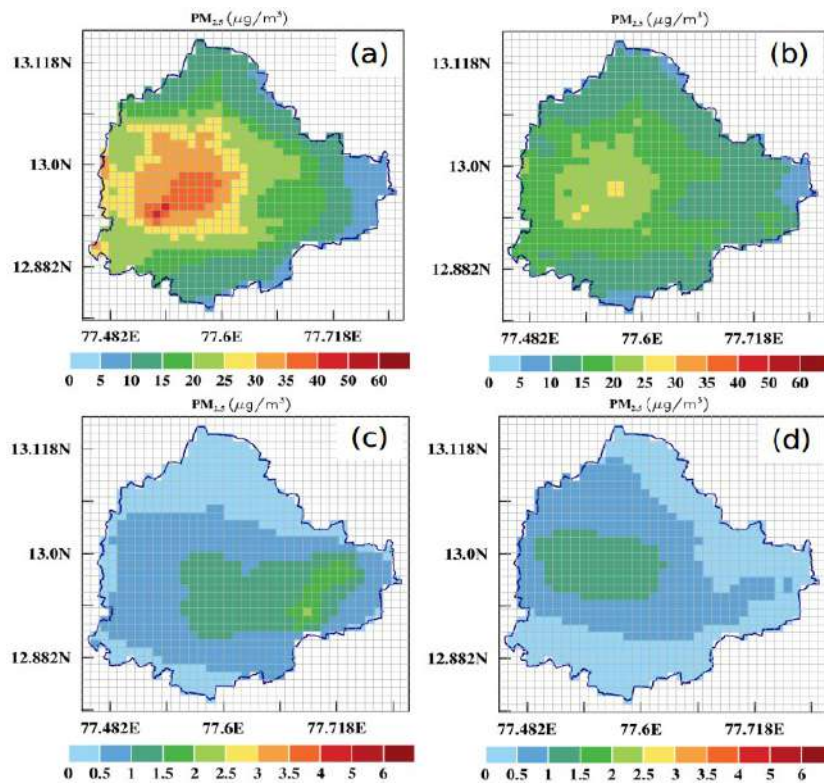 PM2.5 (μg/m³)
(a)
13.118N
13.0N
12.882N
77.482E 77.6E 77.718E
0 5 10 15 20 25 30 35 40 50 60
PM2.5 (μg/m³)
(b)
13.118N
13.0N
12.882N
77.482E 77.6E 77.718E
0 5 10 15 20 25 30 35 40 50 60
PM2.5 (μg/m³)
(c)
13.118N
13.0N
12.882N
77.482E 77.6E 77.718E
0 0.5 1 1.5 2 2.5 3 3.5 4 5 6
PM2.5 (μg/m³)
(d)
13.118N
13.0N
12.882N
77.482E 77.6E 77.718E
0 0.5 1 1.5 2 2.5 3 3.5 4 5 6